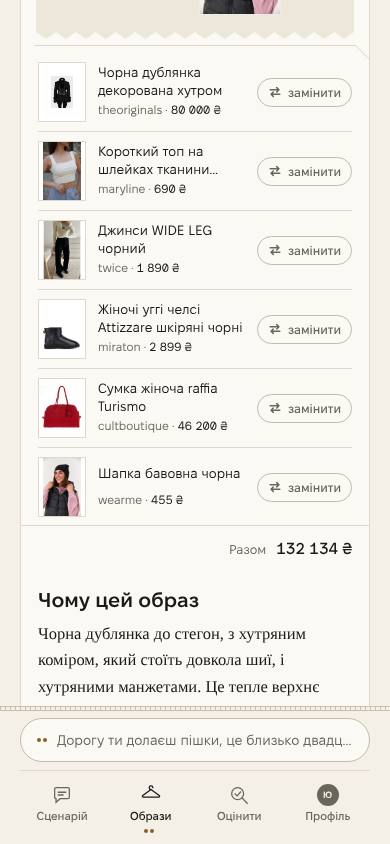 Чорна дублянка
декорована хутром
theoriginals · 80 000 ₴
замінити
Короткий топ на
шлейках тканини...
maryline · 690 ₴
замінити
Джинси WIDE LEG
чорний
twice · 1 890 ₴
замінити
Жіночі уггі челсі
Attizzare шкіряні чорні
miraton · 2 899 ₴
замінити
Сумка жіноча raffia
Turismo
cultboutique · 46 200 ₴
замінити
Шапка бавовна чорна
wearme · 455 ₴
замінити
Разом 132 134 ₴
Чому цей образ
Чорна дублянка до стегон, з хутряним
коміром, який стоїть довкола шиї, і
хутряними манжетами. Це тепле верхнє
Дорогу ти долаєш пішки, це близько двадц...
Сценарій
Образи
Оцінити
Ю
Профіль